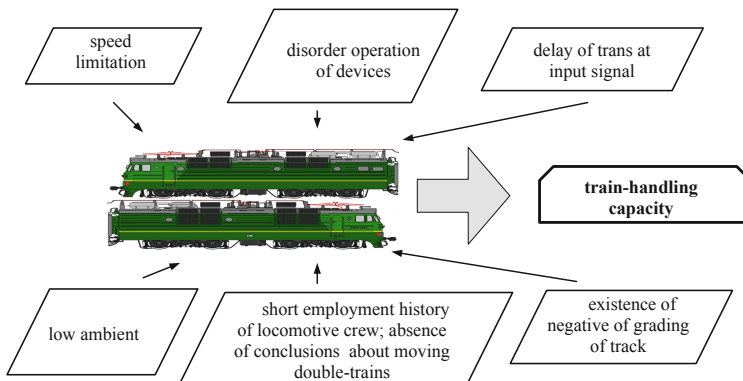 speed
limitation
disorder operation
of devices
delay of trans at
input signal
train-handling
capacity
low ambient
short employment history
of locomotive crew; absence
of conclusions about moving
double-trains
existence of
negative of grading
of track